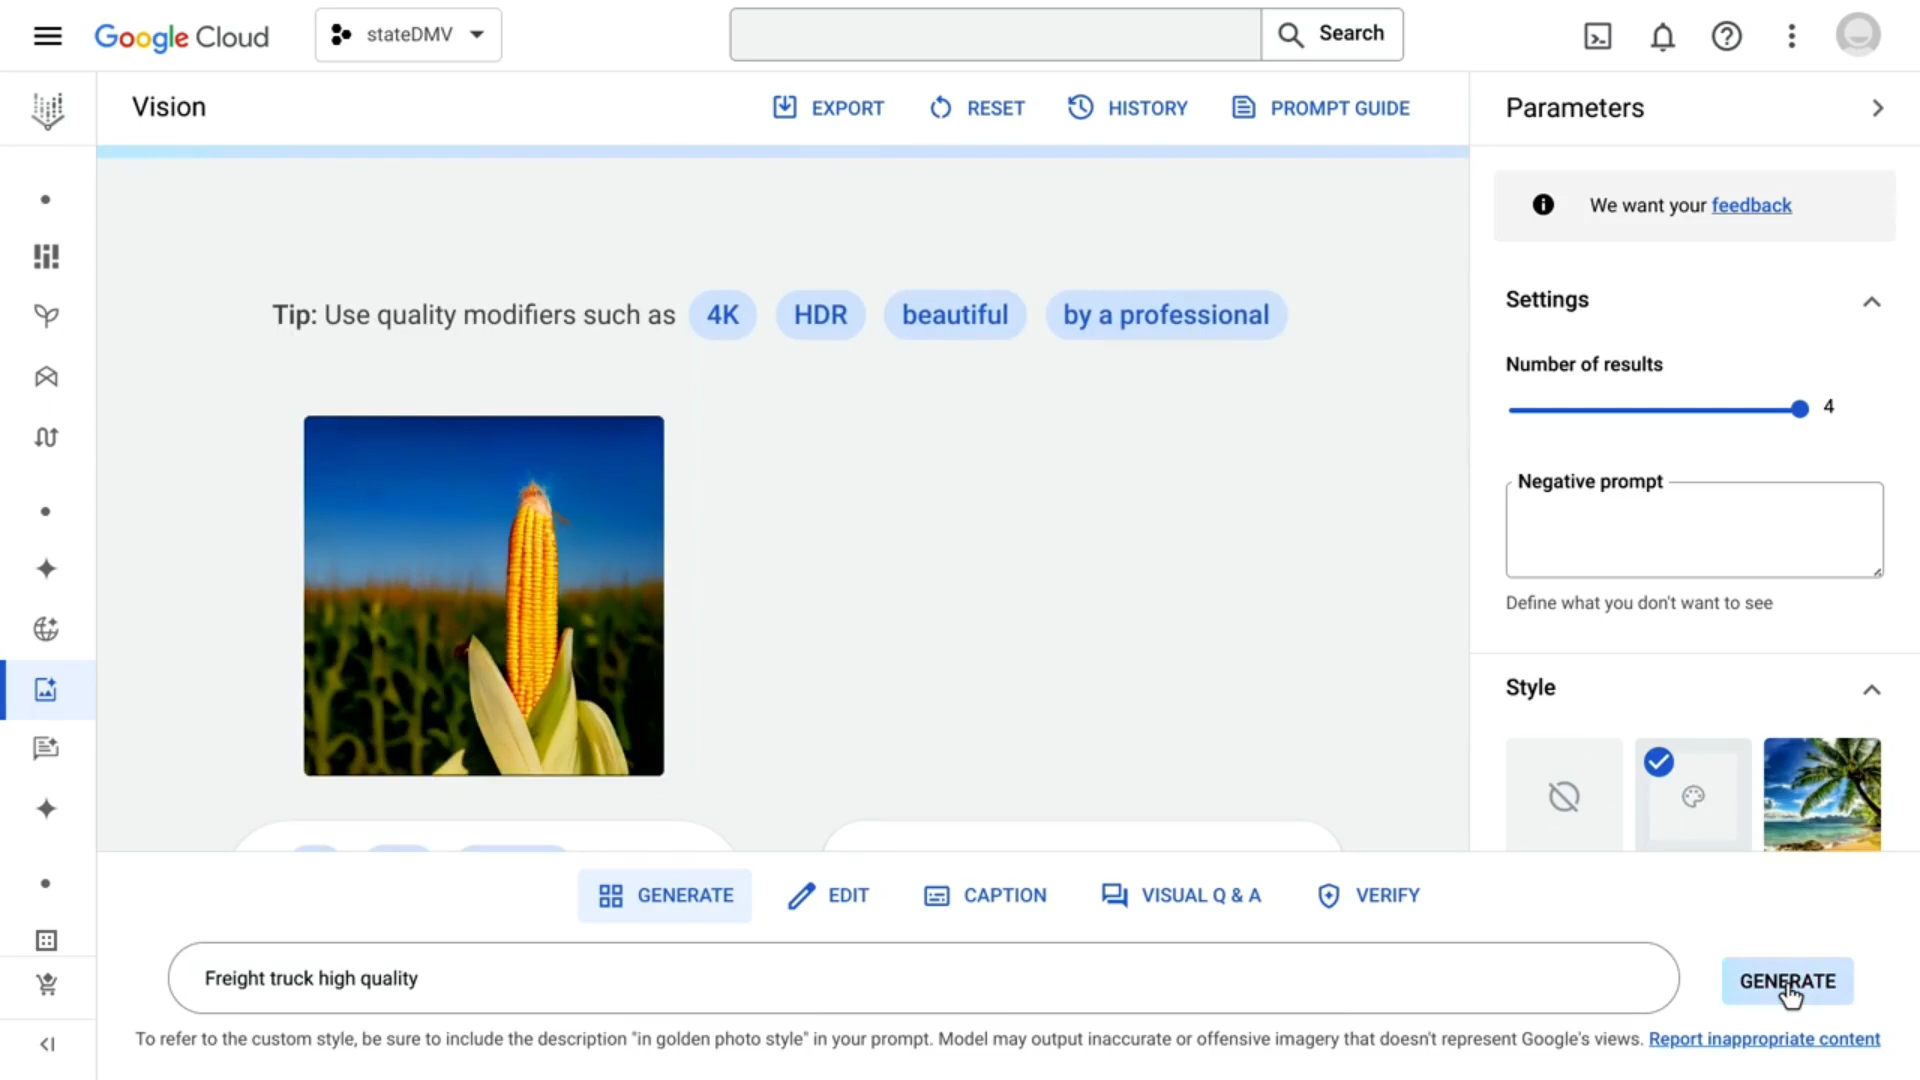 Google Cloud
stateDMV
Search
Vision
EXPORT
RESET
HISTORY
PROMPT GUIDE
Parameters
We want your feedback
Tip: Use quality modifiers such as 4K HDR beautiful by a professional
Settings
Number of results
4
Negative prompt
Define what you don't want to see
Style
GENERATE
EDIT
CAPTION
VISUAL Q & A
VERIFY
Freight truck high quality
GENERATE
To refer to the custom style, be sure to include the description "in golden photo style" in your prompt. Model may output inaccurate or offensive imagery that doesn't represent Google's views. Report inappropriate content